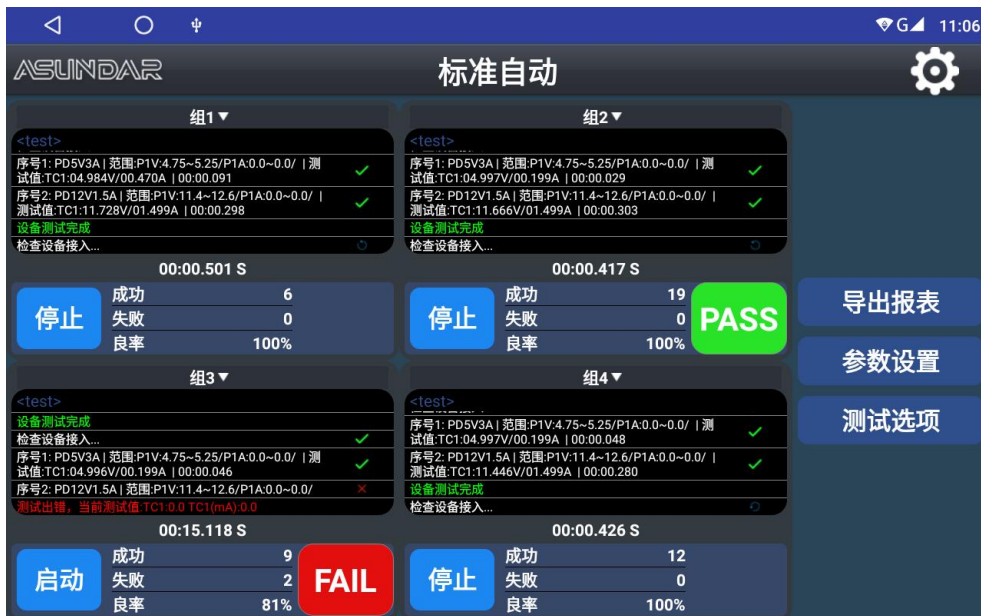 G 11:06
ASUNDAR
标准自动
组1▼
<test>
序号1: PD5V3A | 范围:P1V:4.75~5.25/P1A:0.0~0.0/ | 测
试值:TC1:04.984V/00.470A | 00:00.091
序号2: PD12V1.5A | 范围:P1V:11.4~12.6/P1A:0.0~0.0/ |
测试值:TC1:11.728V/01.499A | 00:00.298
设备测试完成
检查设备接入...
00:00.501 S
停止
成功 6
失败 0
良率 100%
组2▼
<test>
序号1: PD5V3A | 范围:P1V:4.75~5.25/P1A:0.0~0.0/ | 测
试值:TC1:04.997V/00.199A | 00:00.029
序号2: PD12V1.5A | 范围:P1V:11.4~12.6/P1A:0.0~0.0/ |
测试值:TC1:11.666V/01.499A | 00:00.303
设备测试完成
检查设备接入...
00:00.417 S
停止
成功 19
失败 0
良率 100%
PASS
组3▼
<test>
设备测试完成
检查设备接入...
序号1: PD5V3A | 范围:P1V:4.75~5.25/P1A:0.0~0.0/ | 测
试值:TC1:04.996V/00.199A | 00:00.046
序号2: PD12V1.5A | 范围:P1V:11.4~12.6/P1A:0.0~0.0/
测试出错，当前测试值:TC1:0.0 TC1(mA):0.0
00:15.118 S
启动
成功 9
失败 2
良率 81%
FAIL
组4▼
<test>
序号1: PD5V3A | 范围:P1V:4.75~5.25/P1A:0.0~0.0/ | 测
试值:TC1:04.997V/00.199A | 00:00.048
序号2: PD12V1.5A | 范围:P1V:11.4~12.6/P1A:0.0~0.0/ |
测试值:TC1:11.446V/01.499A | 00:00.280
设备测试完成
检查设备接入...
00:00.426 S
停止
成功 12
失败 0
良率 100%
导出报表
参数设置
测试选项